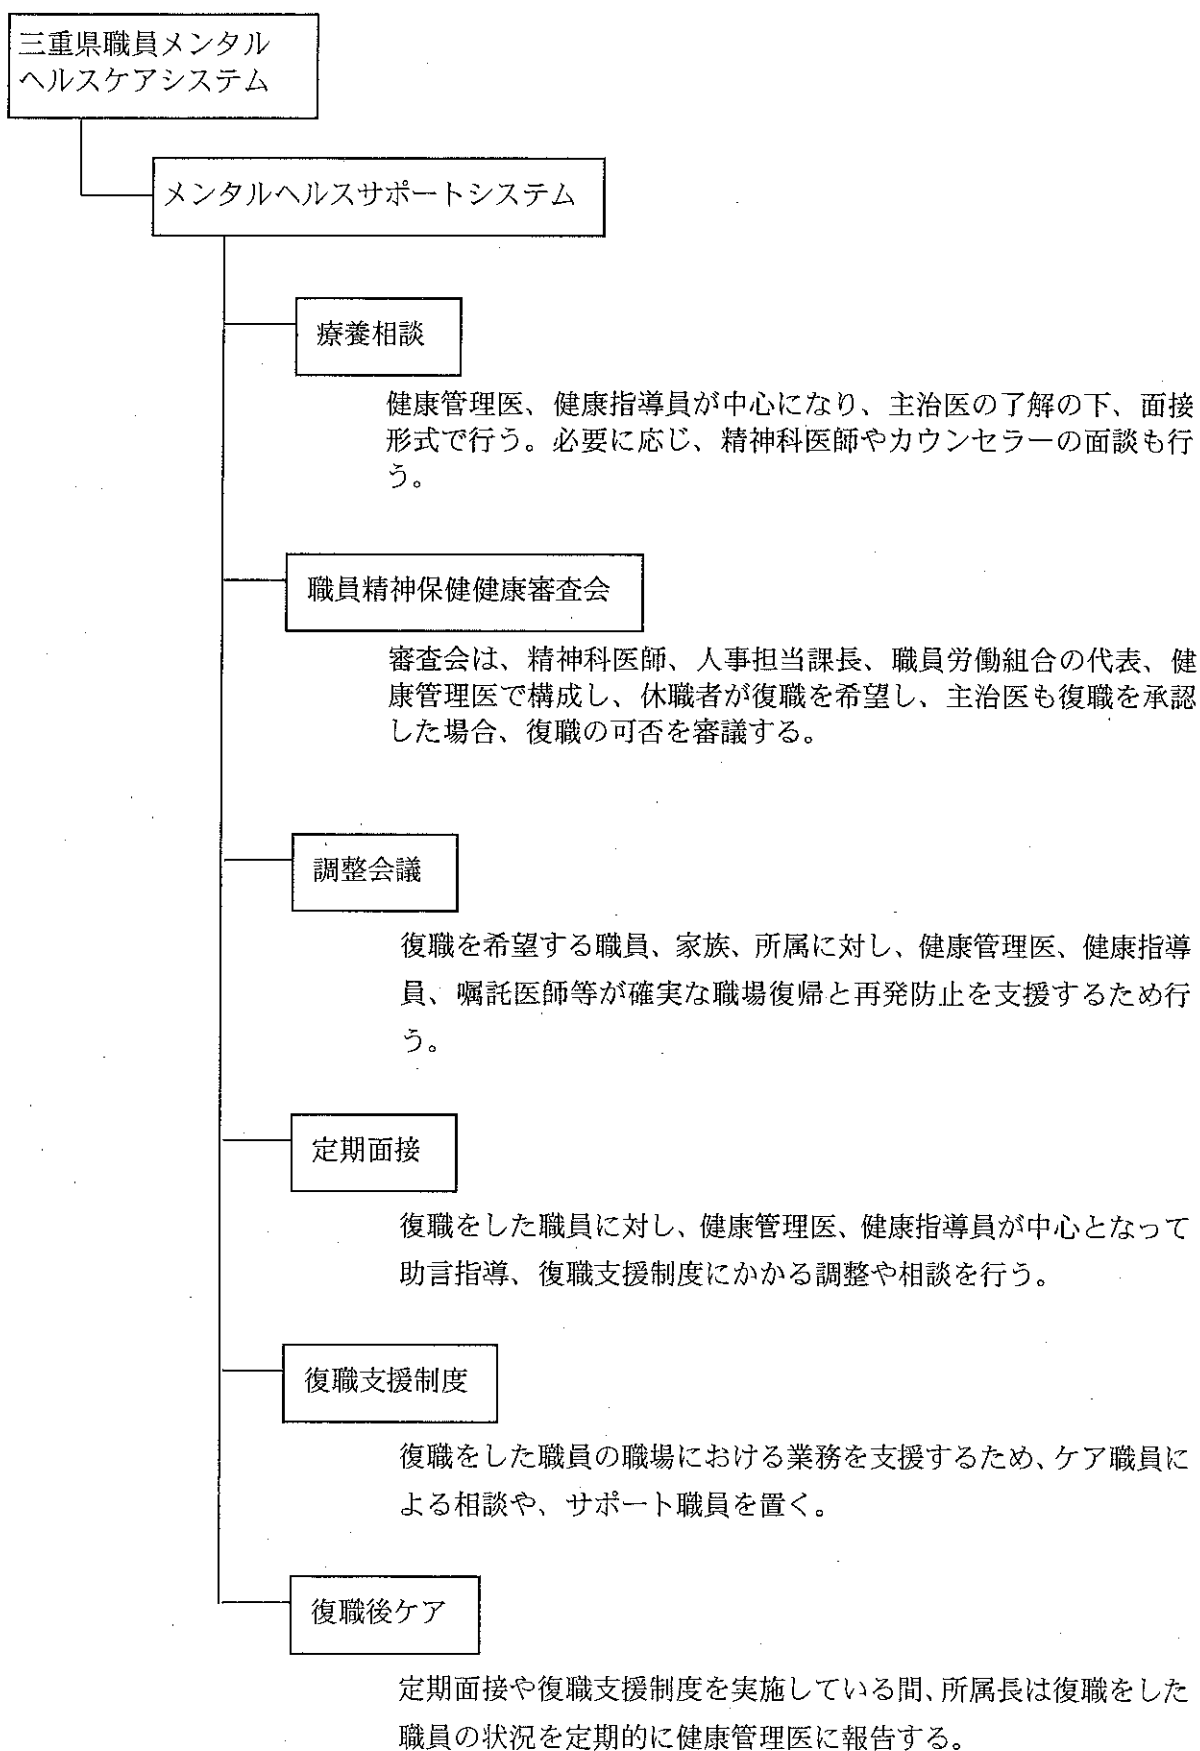 三重県職員メンタル
ヘルスケアシステム
メンタルヘルスサポートシステム
療養相談
健康管理医、健康指導員が中心になり、主治医の了解の下、面接
形式で行う。必要に応じ、精神科医師やカウンセラーの面談も行
う。
職員精神保健健康審査会
審査会は、精神科医師、人事担当課長、職員労働組合の代表、健
康管理医で構成し、休職者が復職を希望し、主治医も復職を承認
した場合、復職の可否を審議する。
調整会議
復職を希望する職員、家族、所属に対し、健康管理医、健康指導
員、嘱託医師等が確実な職場復帰と再発防止を支援するため行
う。
定期面接
復職をした職員に対し、健康管理医、健康指導員が中心となって
助言指導、復職支援制度にかかる調整や相談を行う。
復職支援制度
復職をした職員の職場における業務を支援するため、ケア職員に
よる相談や、サポート職員を置く。
復職後ケア
定期面接や復職支援制度を実施している間、所属長は復職をした
職員の状況を定期的に健康管理医に報告する。